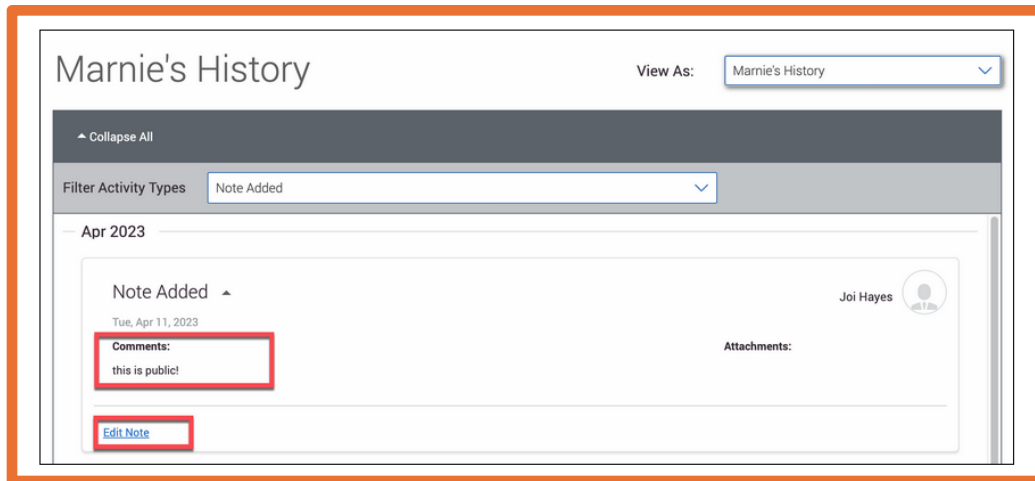 Marnie's History View As: Marnie's History
Collapse All
Filter Activity Types Note Added
Apr 2023
Note Added Joi Hayes
Tue, Apr 11, 2023
Comments: Attachments:
this is public!
Edit Note